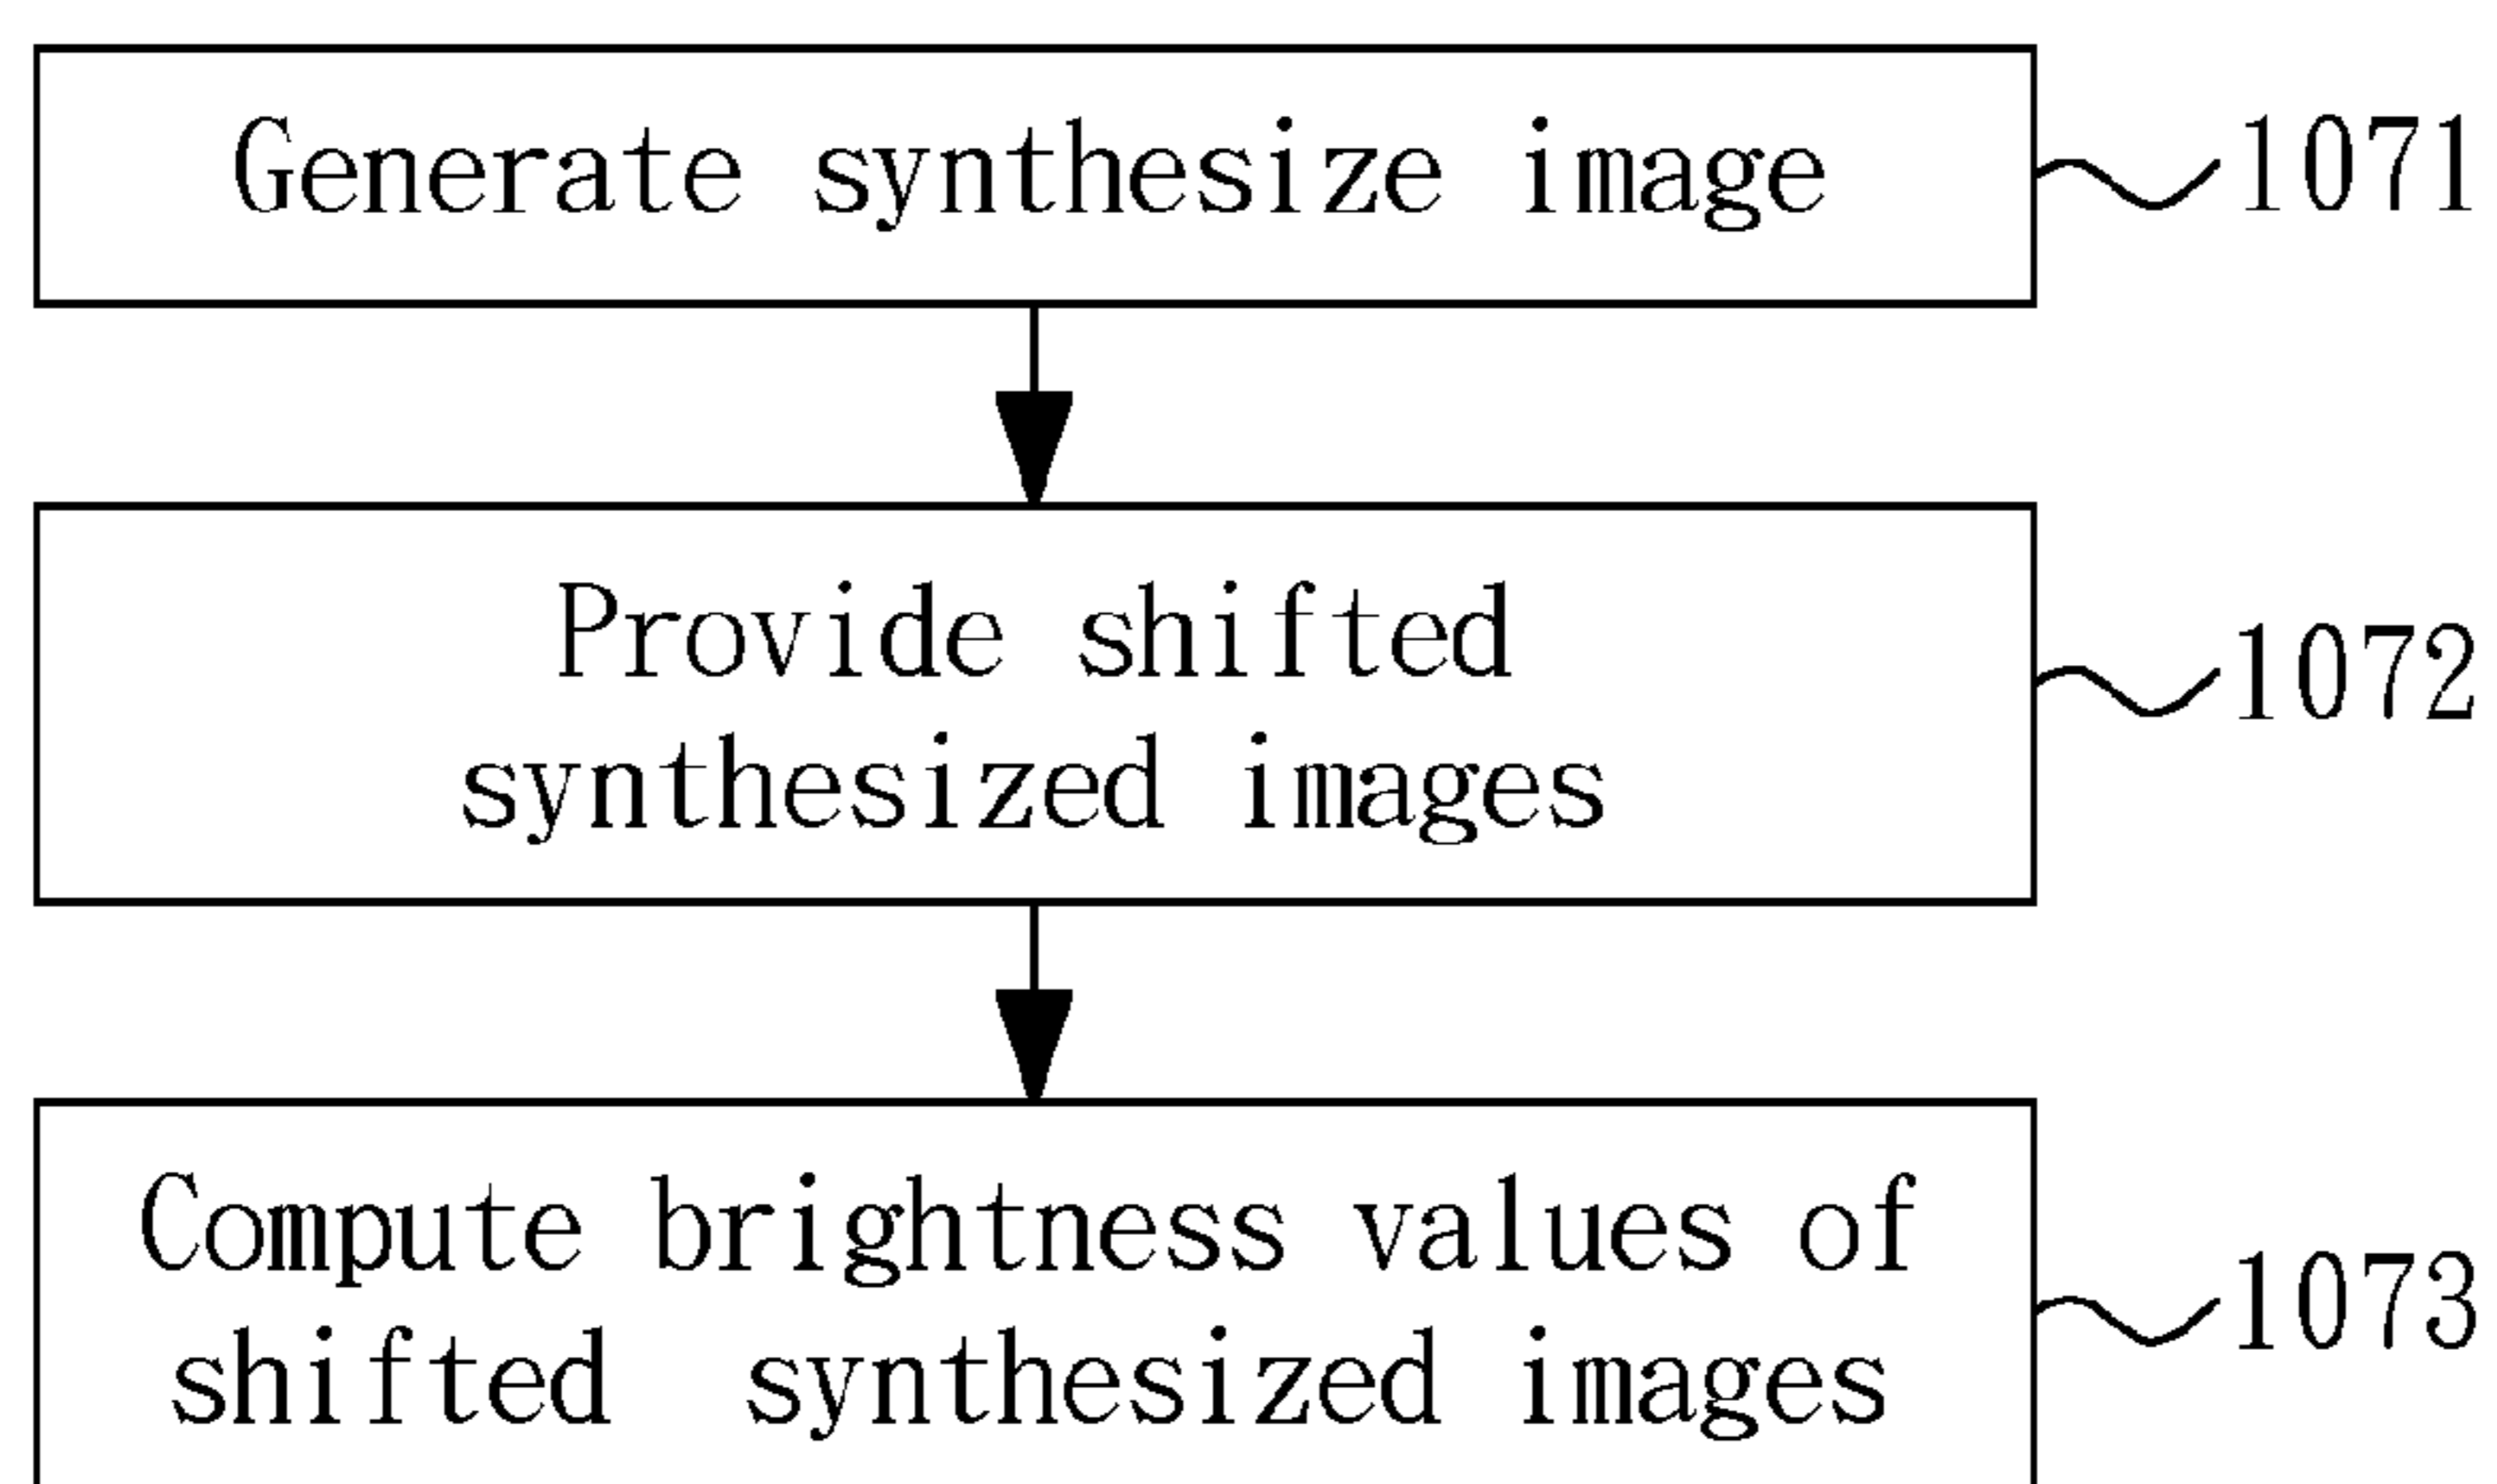 Generate synthesize image
1071
Provide shifted
synthesized images
1072
Compute brightness values of
shifted synthesized images
1073